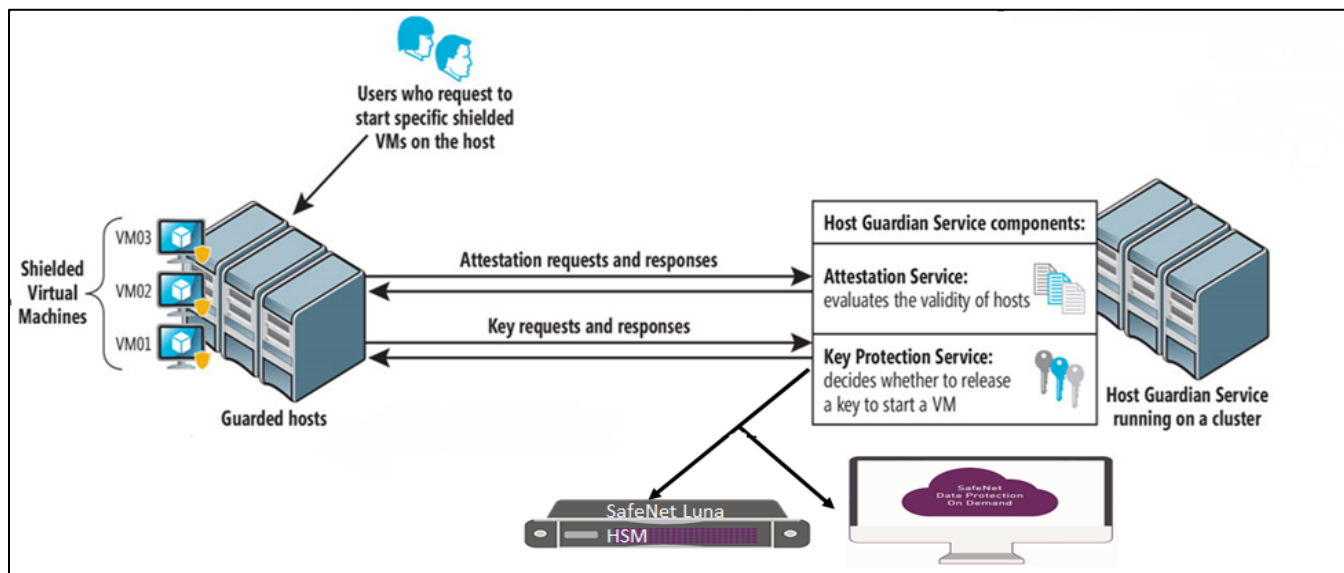 Users who request to
start specific shielded
VMs on the host
VM03
VM02
VM01
Shielded
Virtual
Machines
Guarded hosts
Attestation requests and responses
Key requests and responses
Host Guardian Service components:
Attestation Service:
evaluates the validity of hosts
Key Protection Service:
decides whether to release
a key to start a VM
Host Guardian Service
running on a cluster
SafeNet Luna
HSM
SafeNet
Data Protection
On Demand